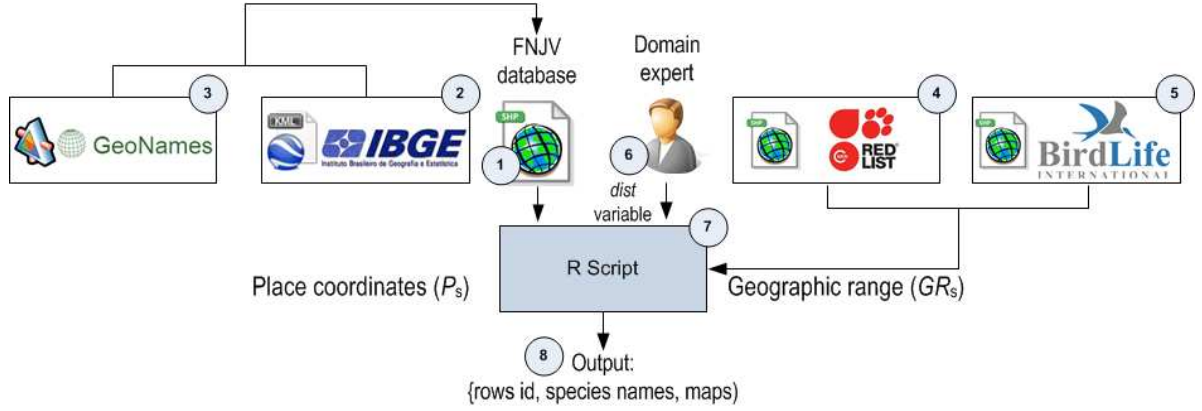 FNJV
database
Domain
expert
3
GeoNames
2
KML
IBGE
Instituto Brasileiro de Geografia e Estatística
SHP
1
6
dist
variable
4
SHP
RED
LIST
5
SHP
BirdLife
INTERNATIONAL
7
R Script
Place coordinates (Ps)
Geographic range (GRs)
8
Output:
{rows id, species names, maps)